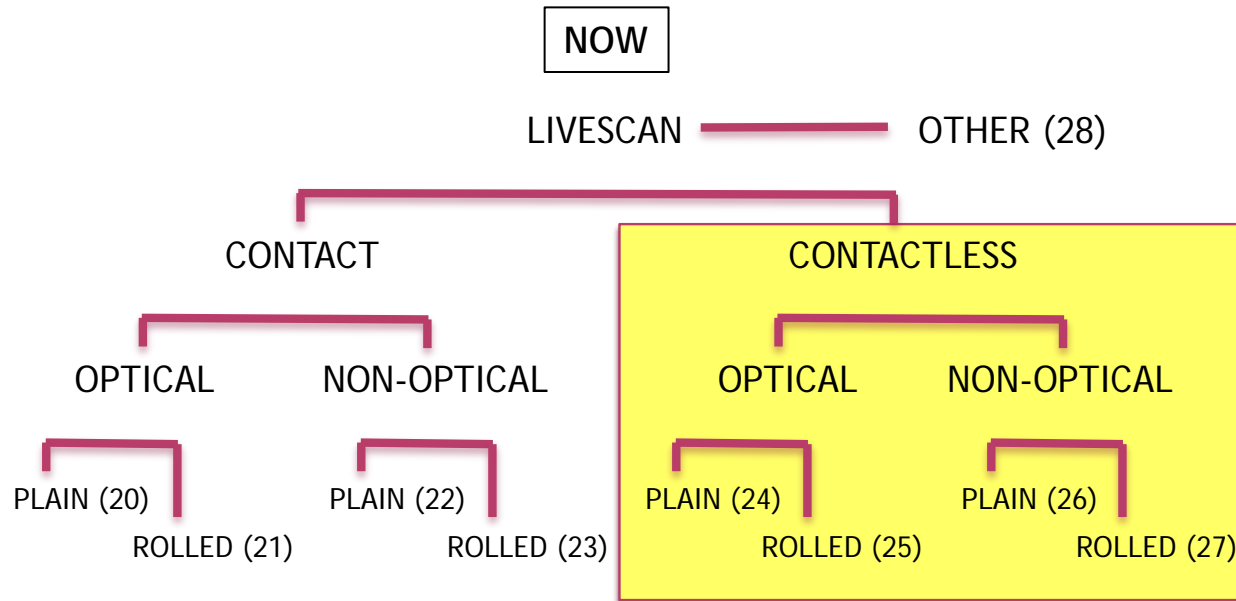 NOW
LIVESCAN OTHER (28)
CONTACT CONTACTLESS
OPTICAL NON-OPTICAL OPTICAL NON-OPTICAL
PLAIN (20) PLAIN (22) PLAIN (24) PLAIN (26)
ROLLED (21) ROLLED (23) ROLLED (25) ROLLED (27)